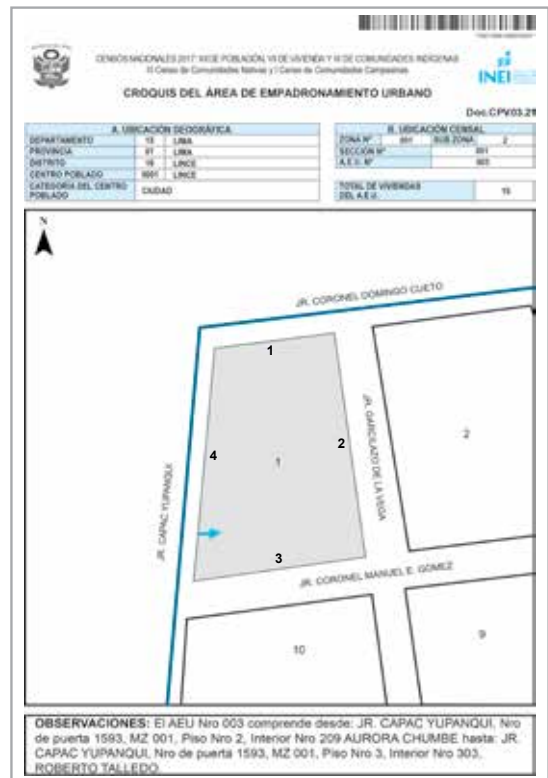 CENSOS NACIONALES 2017: XII DE POBLACIÓN, VII DE VIVIENDA Y III DE COMUNIDADES INDÍGENAS
III Censo de Comunidades Nativas y I Censo de Comunidades Campesinas
INEI
CROQUIS DEL ÁREA DE EMPADRONAMIENTO URBANO
Doc.CPV.03.21
A. UBICACIÓN GEOGRÁFICA
DEPARTAMENTO 15 LIMA
PROVINCIA 01 LIMA
DISTRITO 16 LINCE
CENTRO POBLADO 0001 LINCE
CATEGORÍA DEL CENTRO POBLADO CIUDAD
B. UBICACIÓN CENSAL
ZONA Nº 001 SUB ZONA 2
SECCIÓN Nº 001
A.E.U. Nº 003
TOTAL DE VIVIENDAS DEL A.E.U.
N
JR. CORONEL DOMINGO CUETO
1
2
3
4
1
JR. GARCILAZO DE LA VEGA
2
JR. CAPAC YUPANQUI
JR. CORONEL MANUEL E. GOMEZ
10
9
OBSERVACIONES: El AEU Nro 003 comprende desde: JR. CAPAC YUPANQUI, Nro
de puerta 1593, MZ 001, Piso Nro 2, Interior Nro 209 AURORA CHUMBE hasta: JR.
CAPAC YUPANQUI, Nro de puerta 1593, MZ 001, Piso Nro 3, Interior Nro 303,
ROBERTO TALLEDO.